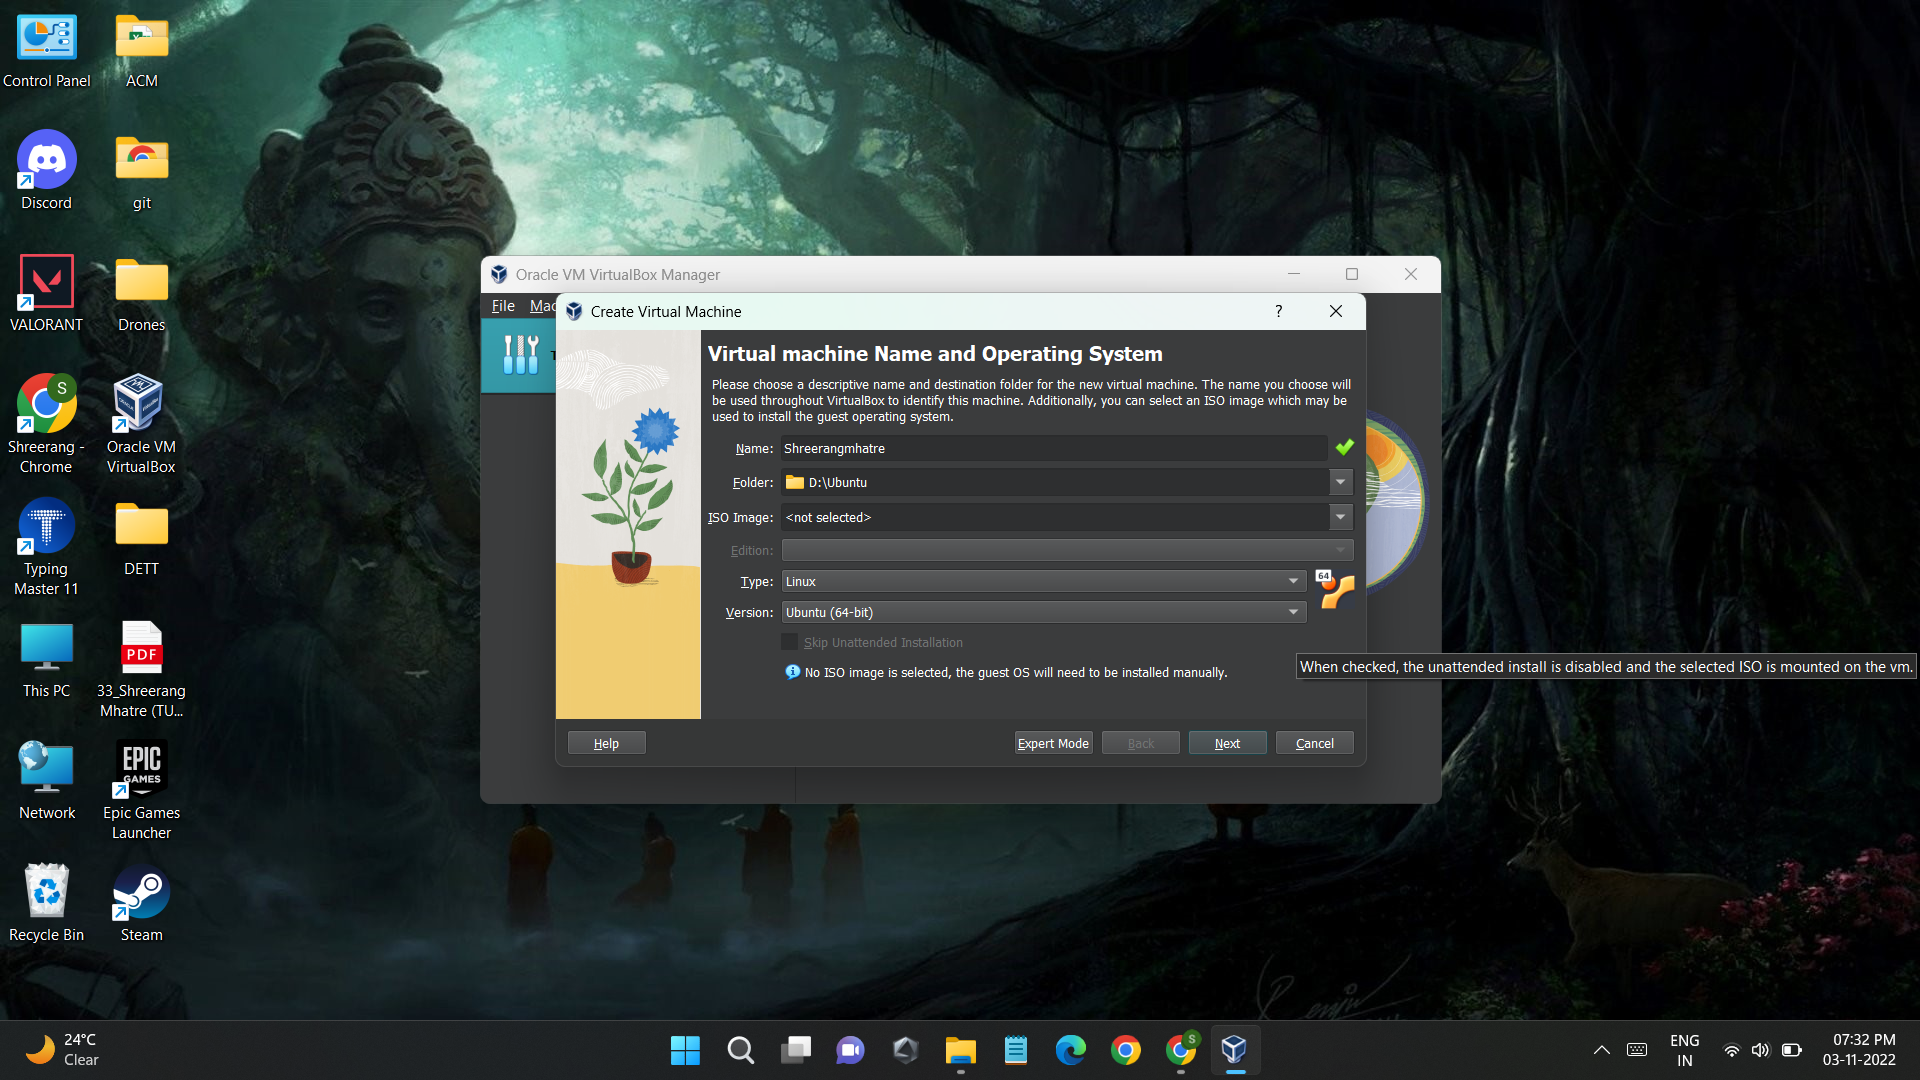 Control Panel
ACM
Discord
git
VALORANT
Drones
S
Shreerang -
Chrome
Oracle VM
VirtualBox
Typing
Master 11
DETT
This PC
PDF
33_Shreerang
Mhatre (TU...
Network
EPIC
GAMES
Epic Games
Launcher
Recycle Bin
Steam
Oracle VM VirtualBox Manager
File Mac
Create Virtual Machine
?
Virtual machine Name and Operating System
Please choose a descriptive name and destination folder for the new virtual machine. The name you choose will
be used throughout VirtualBox to identify this machine. Additionally, you can select an ISO image which may be
used to install the guest operating system.
Name: Shreerangmhatre
Folder: D:\Ubuntu
ISO Image: <not selected>
Edition:
Type: Linux
64
Version: Ubuntu (64-bit)
Skip Unattended Installation
No ISO image is selected, the guest OS will need to be installed manually.
When checked, the unattended install is disabled and the selected ISO is mounted on the vm.
Help
Expert Mode
Back
Next
Cancel
24°C
Clear
S
ENG
IN
07:32 PM
03-11-2022